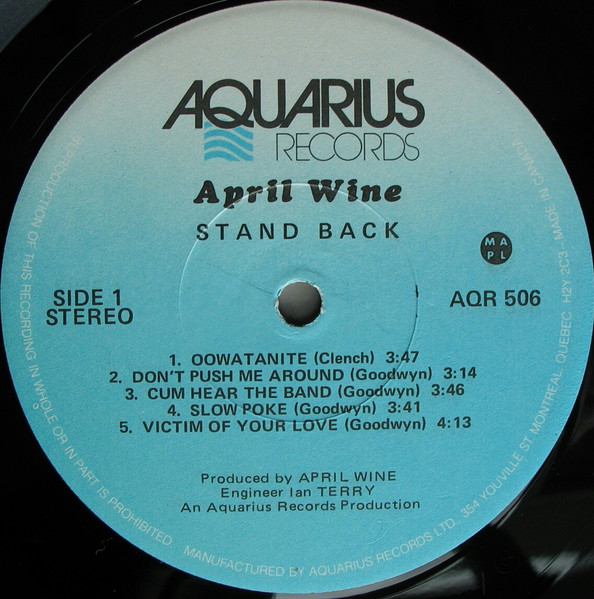 AQUARIUS
RECORDS
April Wine
STAND BACK
M A
P L
SIDE 1
STEREO
AQR 506
1. OOWATANITE (Clench) 3:47
2. DON'T PUSH ME AROUND (Goodwyn) 3:14
3. CUM HEAR THE BAND (Goodwyn) 3:46
4. SLOW POKE (Goodwyn) 3:41
5. VICTIM OF YOUR LOVE (Goodwyn) 4:13
Produced by APRIL WINE
Engineer Ian TERRY
An Aquarius Records Production
REPRODUCTION OF THIS RECORDING IN WHOLE OR IN PART IS PROHIBITED. MANUFACTURED BY AQUARIUS RECORDS LTD. 354 YOUVILLE ST MONTREAL QUEBEC H2Y 2C3 - MADE IN CANADA